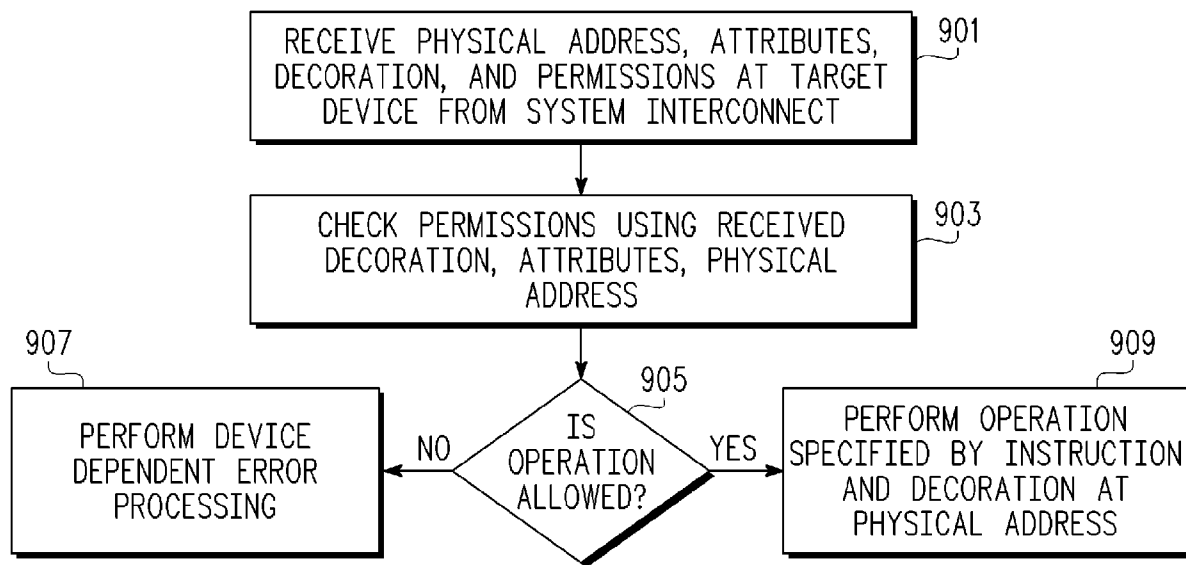 RECEIVE PHYSICAL ADDRESS, ATTRIBUTES,
DECORATION, AND PERMISSIONS AT TARGET
DEVICE FROM SYSTEM INTERCONNECT
901
CHECK PERMISSIONS USING RECEIVED
DECORATION, ATTRIBUTES, PHYSICAL
ADDRESS
903
905
IS
OPERATION
ALLOWED?
NO
YES
907
PERFORM DEVICE
DEPENDENT ERROR
PROCESSING
909
PERFORM OPERATION
SPECIFIED BY INSTRUCTION
AND DECORATION AT
PHYSICAL ADDRESS